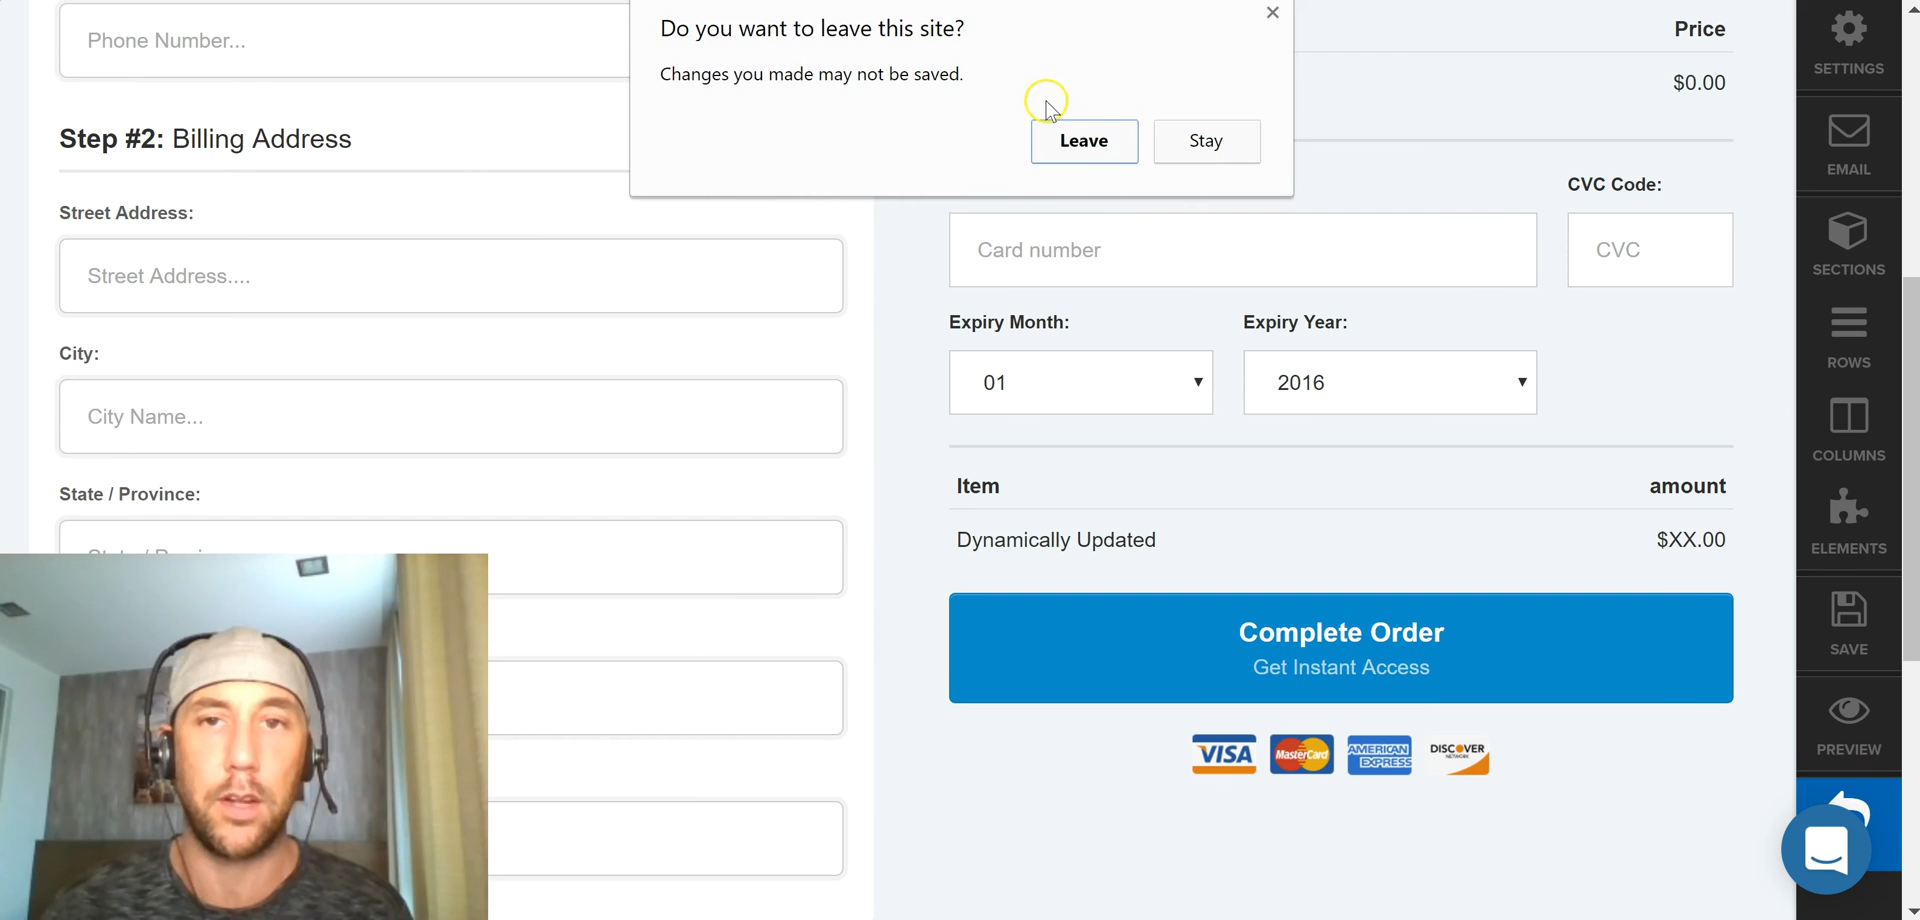 Phone Number...
Do you want to leave this site?
Changes you made may not be saved.
Leave
Stay
Step #2: Billing Address
Street Address:
Street Address....
City:
City Name...
State / Province:
Price
$0.00
CVC Code:
Card number
CVC
Expiry Month:
Expiry Year:
01
2016
Item
amount
Dynamically Updated
$XX.00
Complete Order
Get Instant Access
VISA
MasterCard
AMERICAN
EXPRESS
DISCOVER
NETWORK
SETTINGS
EMAIL
SECTIONS
ROWS
COLUMNS
ELEMENTS
SAVE
PREVIEW